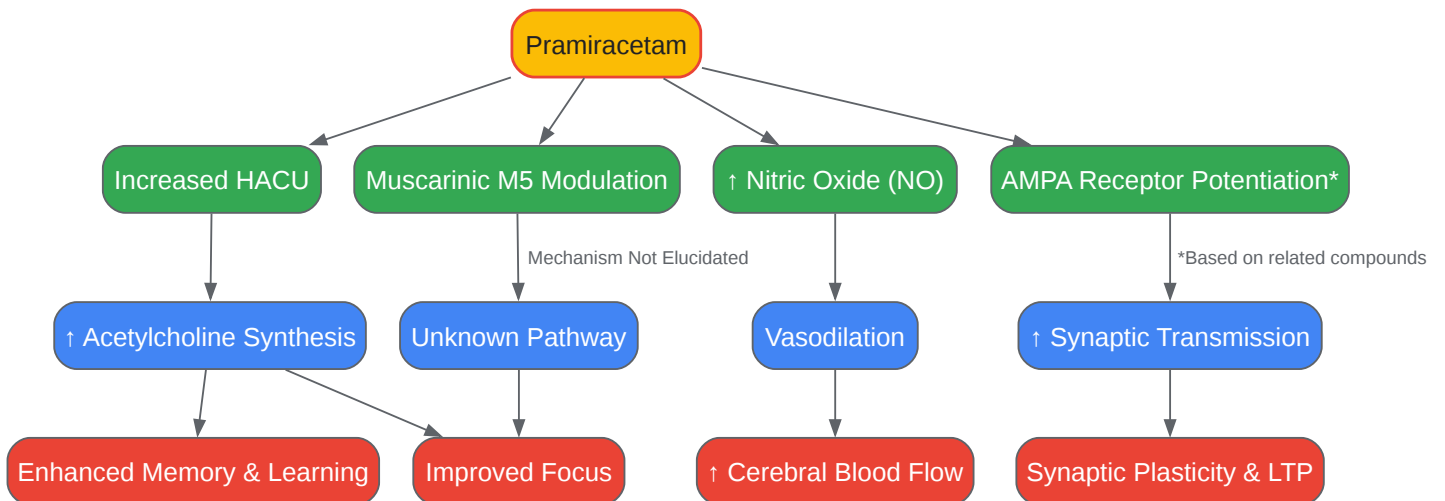 Pramiracetam
Increased HACU
Muscarinic M5 Modulation
↑ Nitric Oxide (NO)
AMPA Receptor Potentiation*
Mechanism Not Elucidated
*Based on related compounds
↑ Acetylcholine Synthesis
Unknown Pathway
Vasodilation
↑ Synaptic Transmission
Enhanced Memory & Learning
Improved Focus
↑ Cerebral Blood Flow
Synaptic Plasticity & LTP